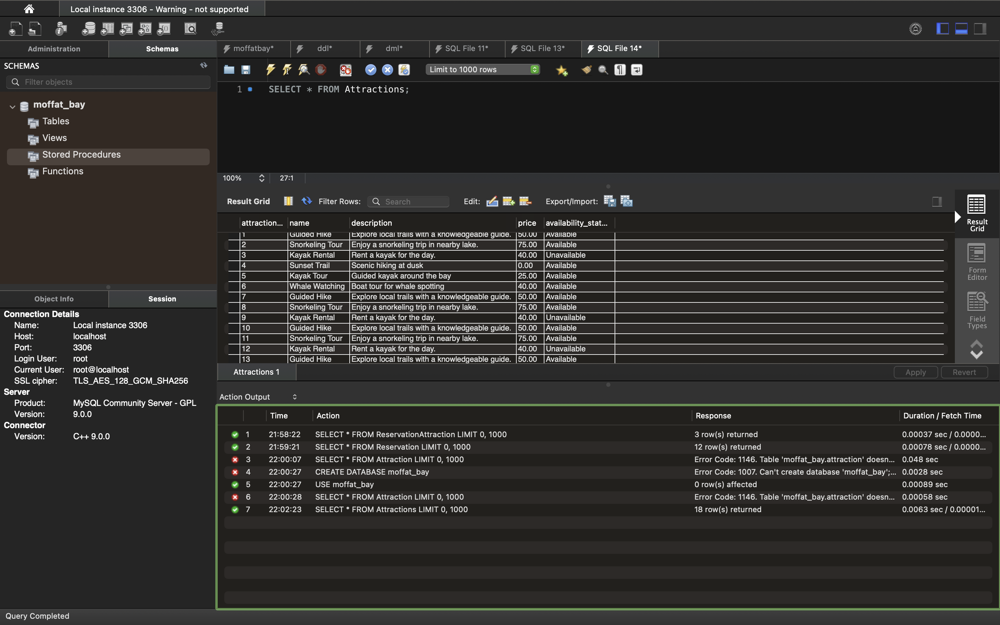 Local instance 3306 - Warning - not supported
Administration Schemas
moffatbay* ddl* dml* SQL File 11* SQL File 13* SQL File 14*
SCHEMAS
Limit to 1000 rows
Filter objects
1 SELECT * FROM Attractions;
moffat_bay
Tables
Views
Stored Procedures
Functions
100% 27:1
Result Grid Filter Rows: Search Edit: Export/Import:
attraction... name description price availability_stat...
1 Guided Hike Explore local trails with a knowledgeable guide. 50.00 Available
2 Snorkeling Tour Enjoy a snorkeling trip in nearby lake. 75.00 Available
3 Kayak Rental Rent a kayak for the day. 40.00 Unavailable
4 Sunset Trail Scenic hiking at dusk 0.00 Available
5 Kayak Tour Guided kayak around the bay 25.00 Available
6 Whale Watching Boat tour for whale spotting 40.00 Available
7 Guided Hike Explore local trails with a knowledgeable guide. 50.00 Available
8 Snorkeling Tour Enjoy a snorkeling trip in nearby lake. 75.00 Available
9 Kayak Rental Rent a kayak for the day. 40.00 Unavailable
10 Guided Hike Explore local trails with a knowledgeable guide. 50.00 Available
11 Snorkeling Tour Enjoy a snorkeling trip in nearby lake. 75.00 Available
12 Kayak Rental Rent a kayak for the day. 40.00 Unavailable
13 Guided Hike Explore local trails with a knowledgeable guide. 50.00 Available
Result
Grid
Form
Editor
Field
Types
Attractions 1 Apply Revert
Object Info Session
Connection Details
Name: Local instance 3306
Host: localhost
Port: 3306
Login User: root
Current User: root@localhost
SSL cipher: TLS_AES_128_GCM_SHA256
Server
Product: MySQL Community Server - GPL
Version: 9.0.0
Connector
Version: C++ 9.0.0
Action Output
Time Action Response Duration / Fetch Time
1 21:58:22 SELECT * FROM ReservationAttraction LIMIT 0, 1000 3 row(s) returned 0.00037 sec / 0.0000...
2 21:59:21 SELECT * FROM Reservation LIMIT 0, 1000 12 row(s) returned 0.00078 sec / 0.0000...
3 22:00:07 SELECT * FROM Attraction LIMIT 0, 1000 Error Code: 1146. Table 'moffat_bay.attraction' doesn... 0.048 sec
4 22:00:27 CREATE DATABASE moffat_bay Error Code: 1007. Can't create database 'moffat_bay';... 0.0028 sec
5 22:00:27 USE moffat_bay 0 row(s) affected 0.00089 sec
6 22:00:28 SELECT * FROM Attraction LIMIT 0, 1000 Error Code: 1146. Table 'moffat_bay.attraction' doesn... 0.00058 sec
7 22:02:23 SELECT * FROM Attractions LIMIT 0, 1000 18 row(s) returned 0.0063 sec / 0.00001...
Query Completed